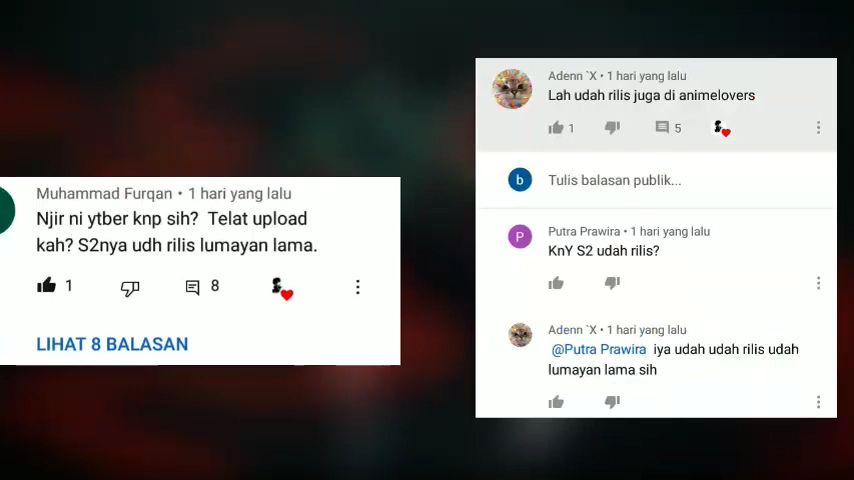 Muhammad Furqan • 1 hari yang lalu
Njir ni ytber knp sih? Telat upload
kah? S2nya udh rilis lumayan lama.
1
8
LIHAT 8 BALASAN
Adenn `X • 1 hari yang lalu
Lah udah rilis juga di animelovers
1
5
b
Tulis balasan publik...
P
Putra Prawira • 1 hari yang lalu
KnY S2 udah rilis?
Adenn `X • 1 hari yang lalu
@Putra Prawira iya udah udah rilis udah
lumayan lama sih